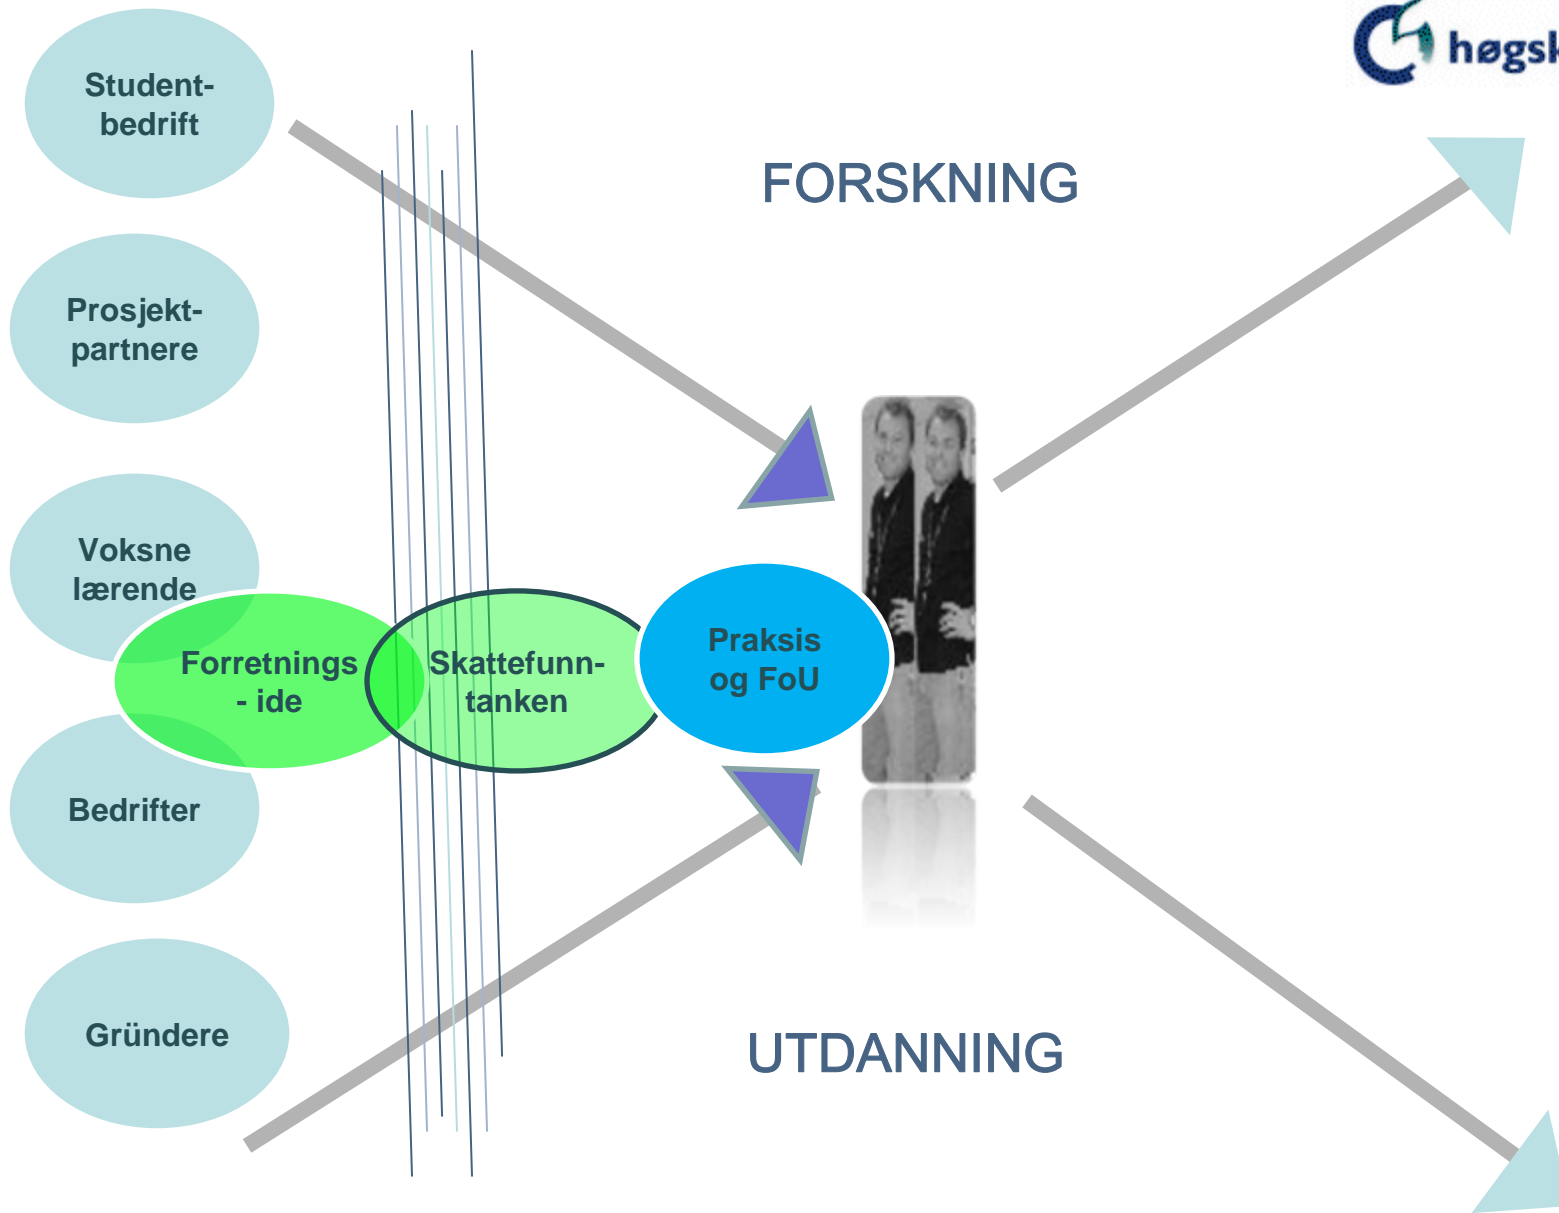 høgsk
Student-
bedrift
FORSKNING
Prosjekt-
partnere
Voksne
lærende
Forretnings
- ide
Skattefunn-
tanken
Praksis
og FoU
Bedrifter
Gründere
UTDANNING